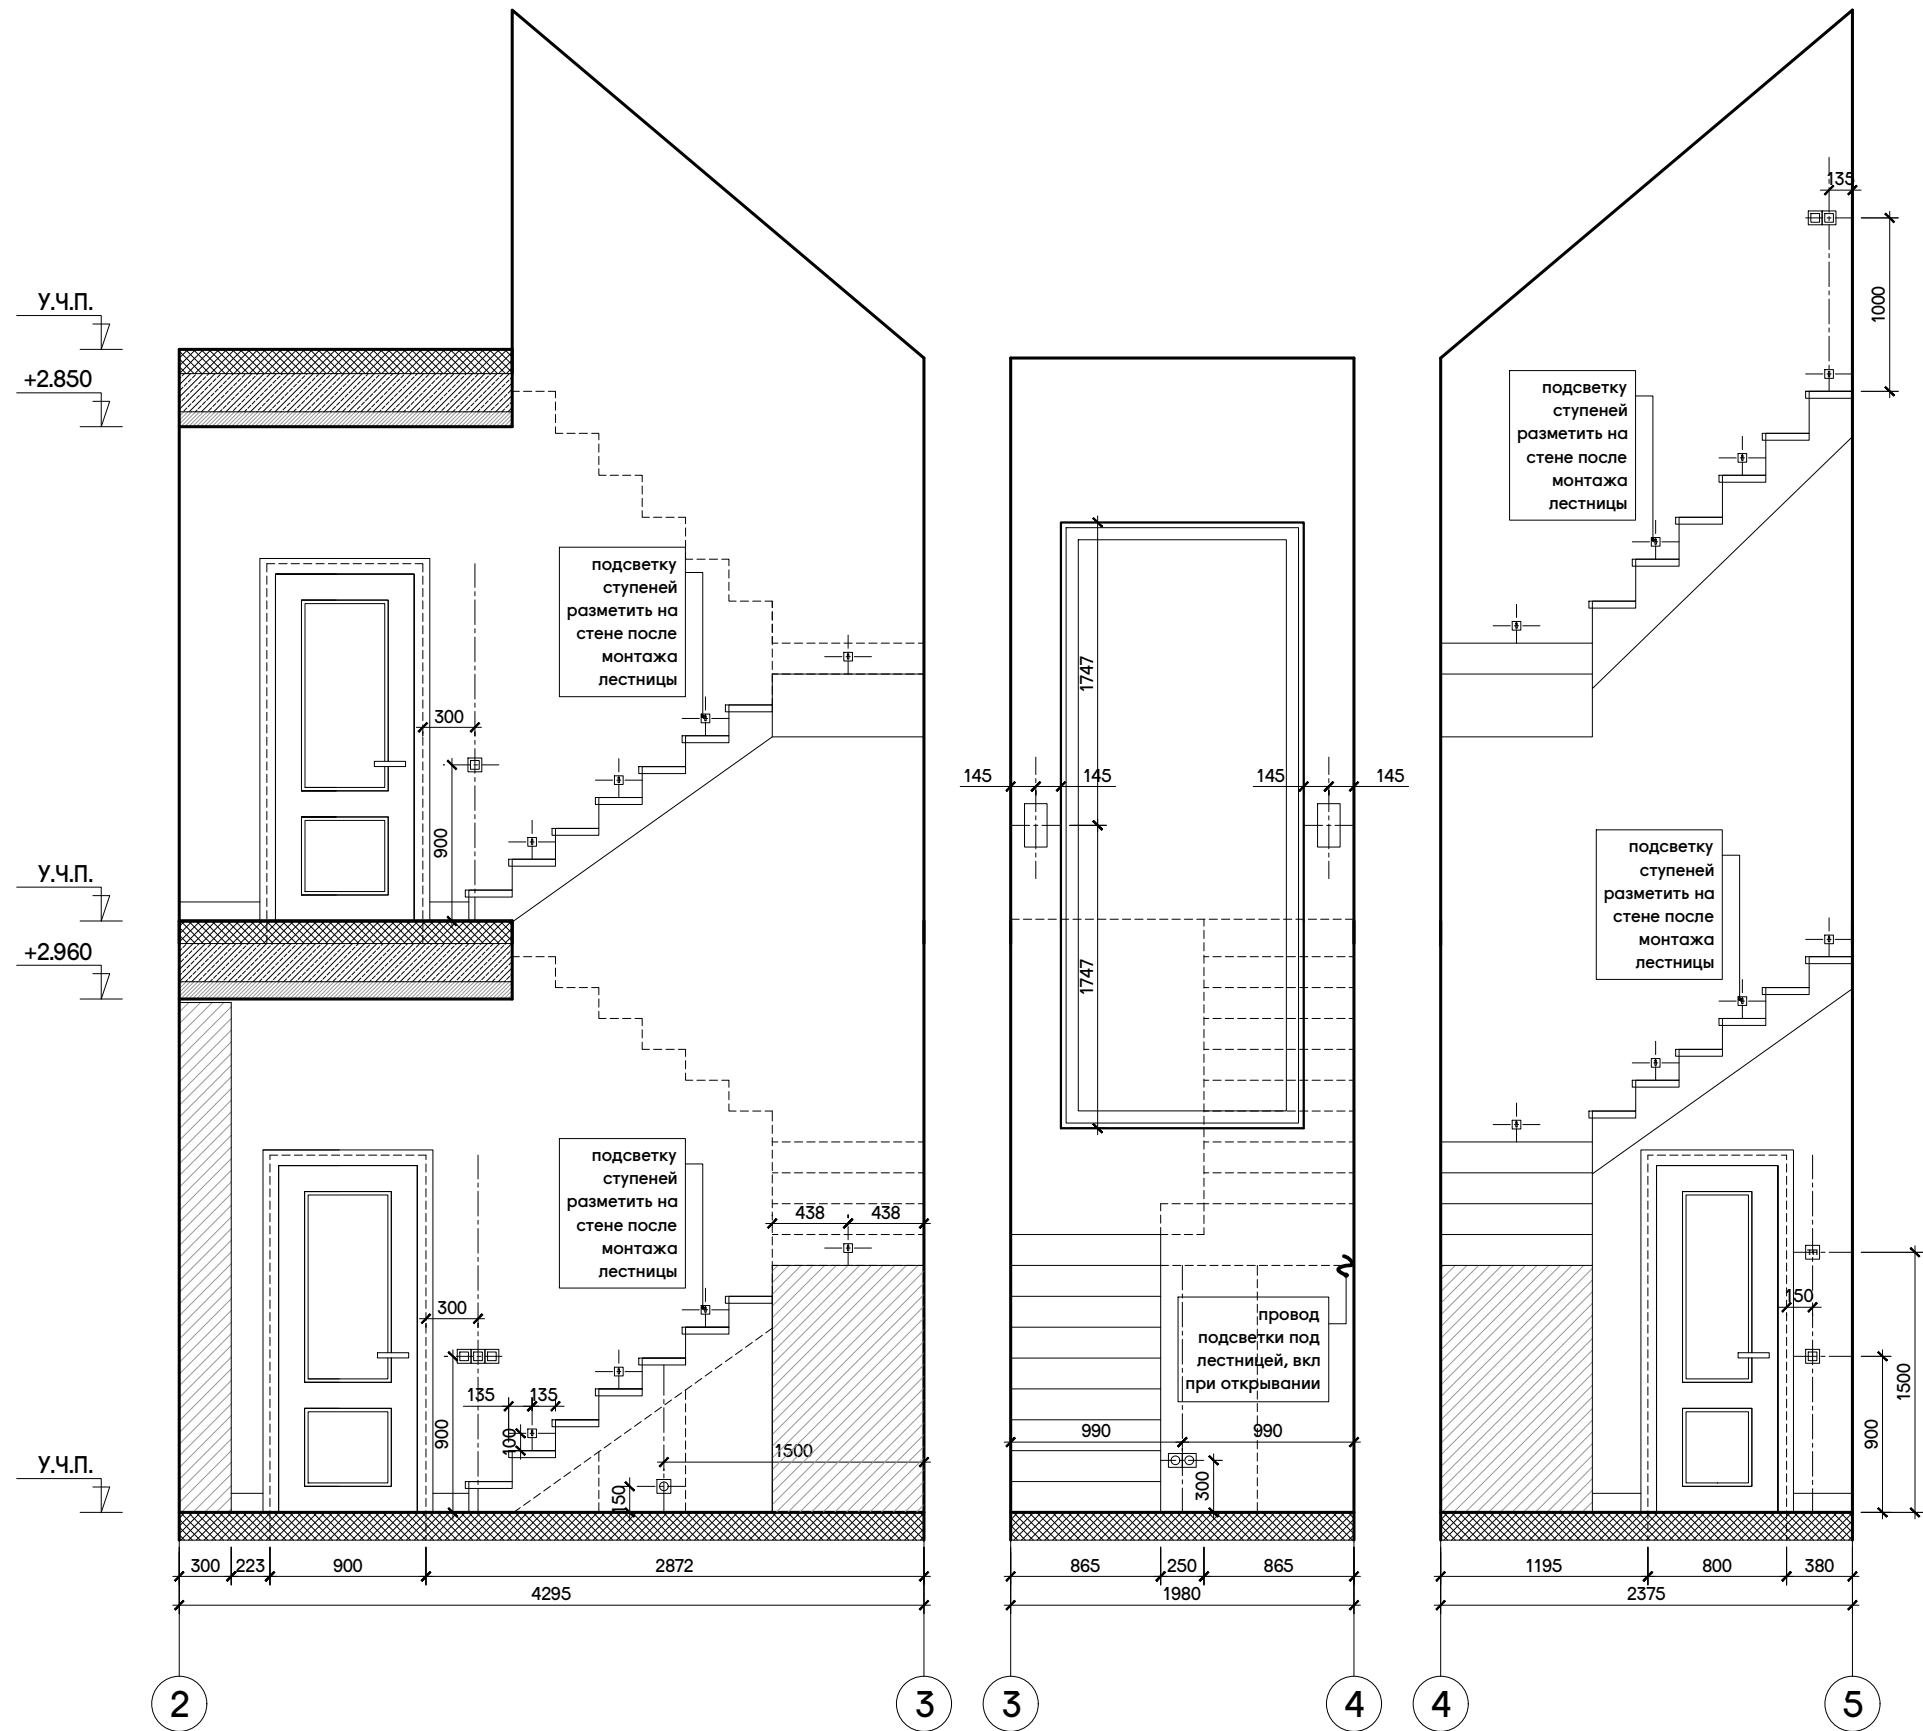 135
У.Ч.П.
1000
+2.850
подсветку
ступеней
разметить на
стене после
монтажа
лестницы
подсветку
ступеней
разметить на
стене после
монтажа
лестницы
1747
300
145
145
145
145
900
подсветку
ступеней
разметить на
стене после
монтажа
лестницы
У.Ч.П.
+2.960
1747
подсветку
ступеней
разметить на
стене после
монтажа
лестницы
438
438
300
150
провод
подсветки под
лестницей, вкл
при открывании
1500
135
135
900
100
990
990
900
1500
У.Ч.П.
150
300
300
223
900
2872
865
250
865
1195
800
380
4295
1980
2375
2
3
3
4
4
5